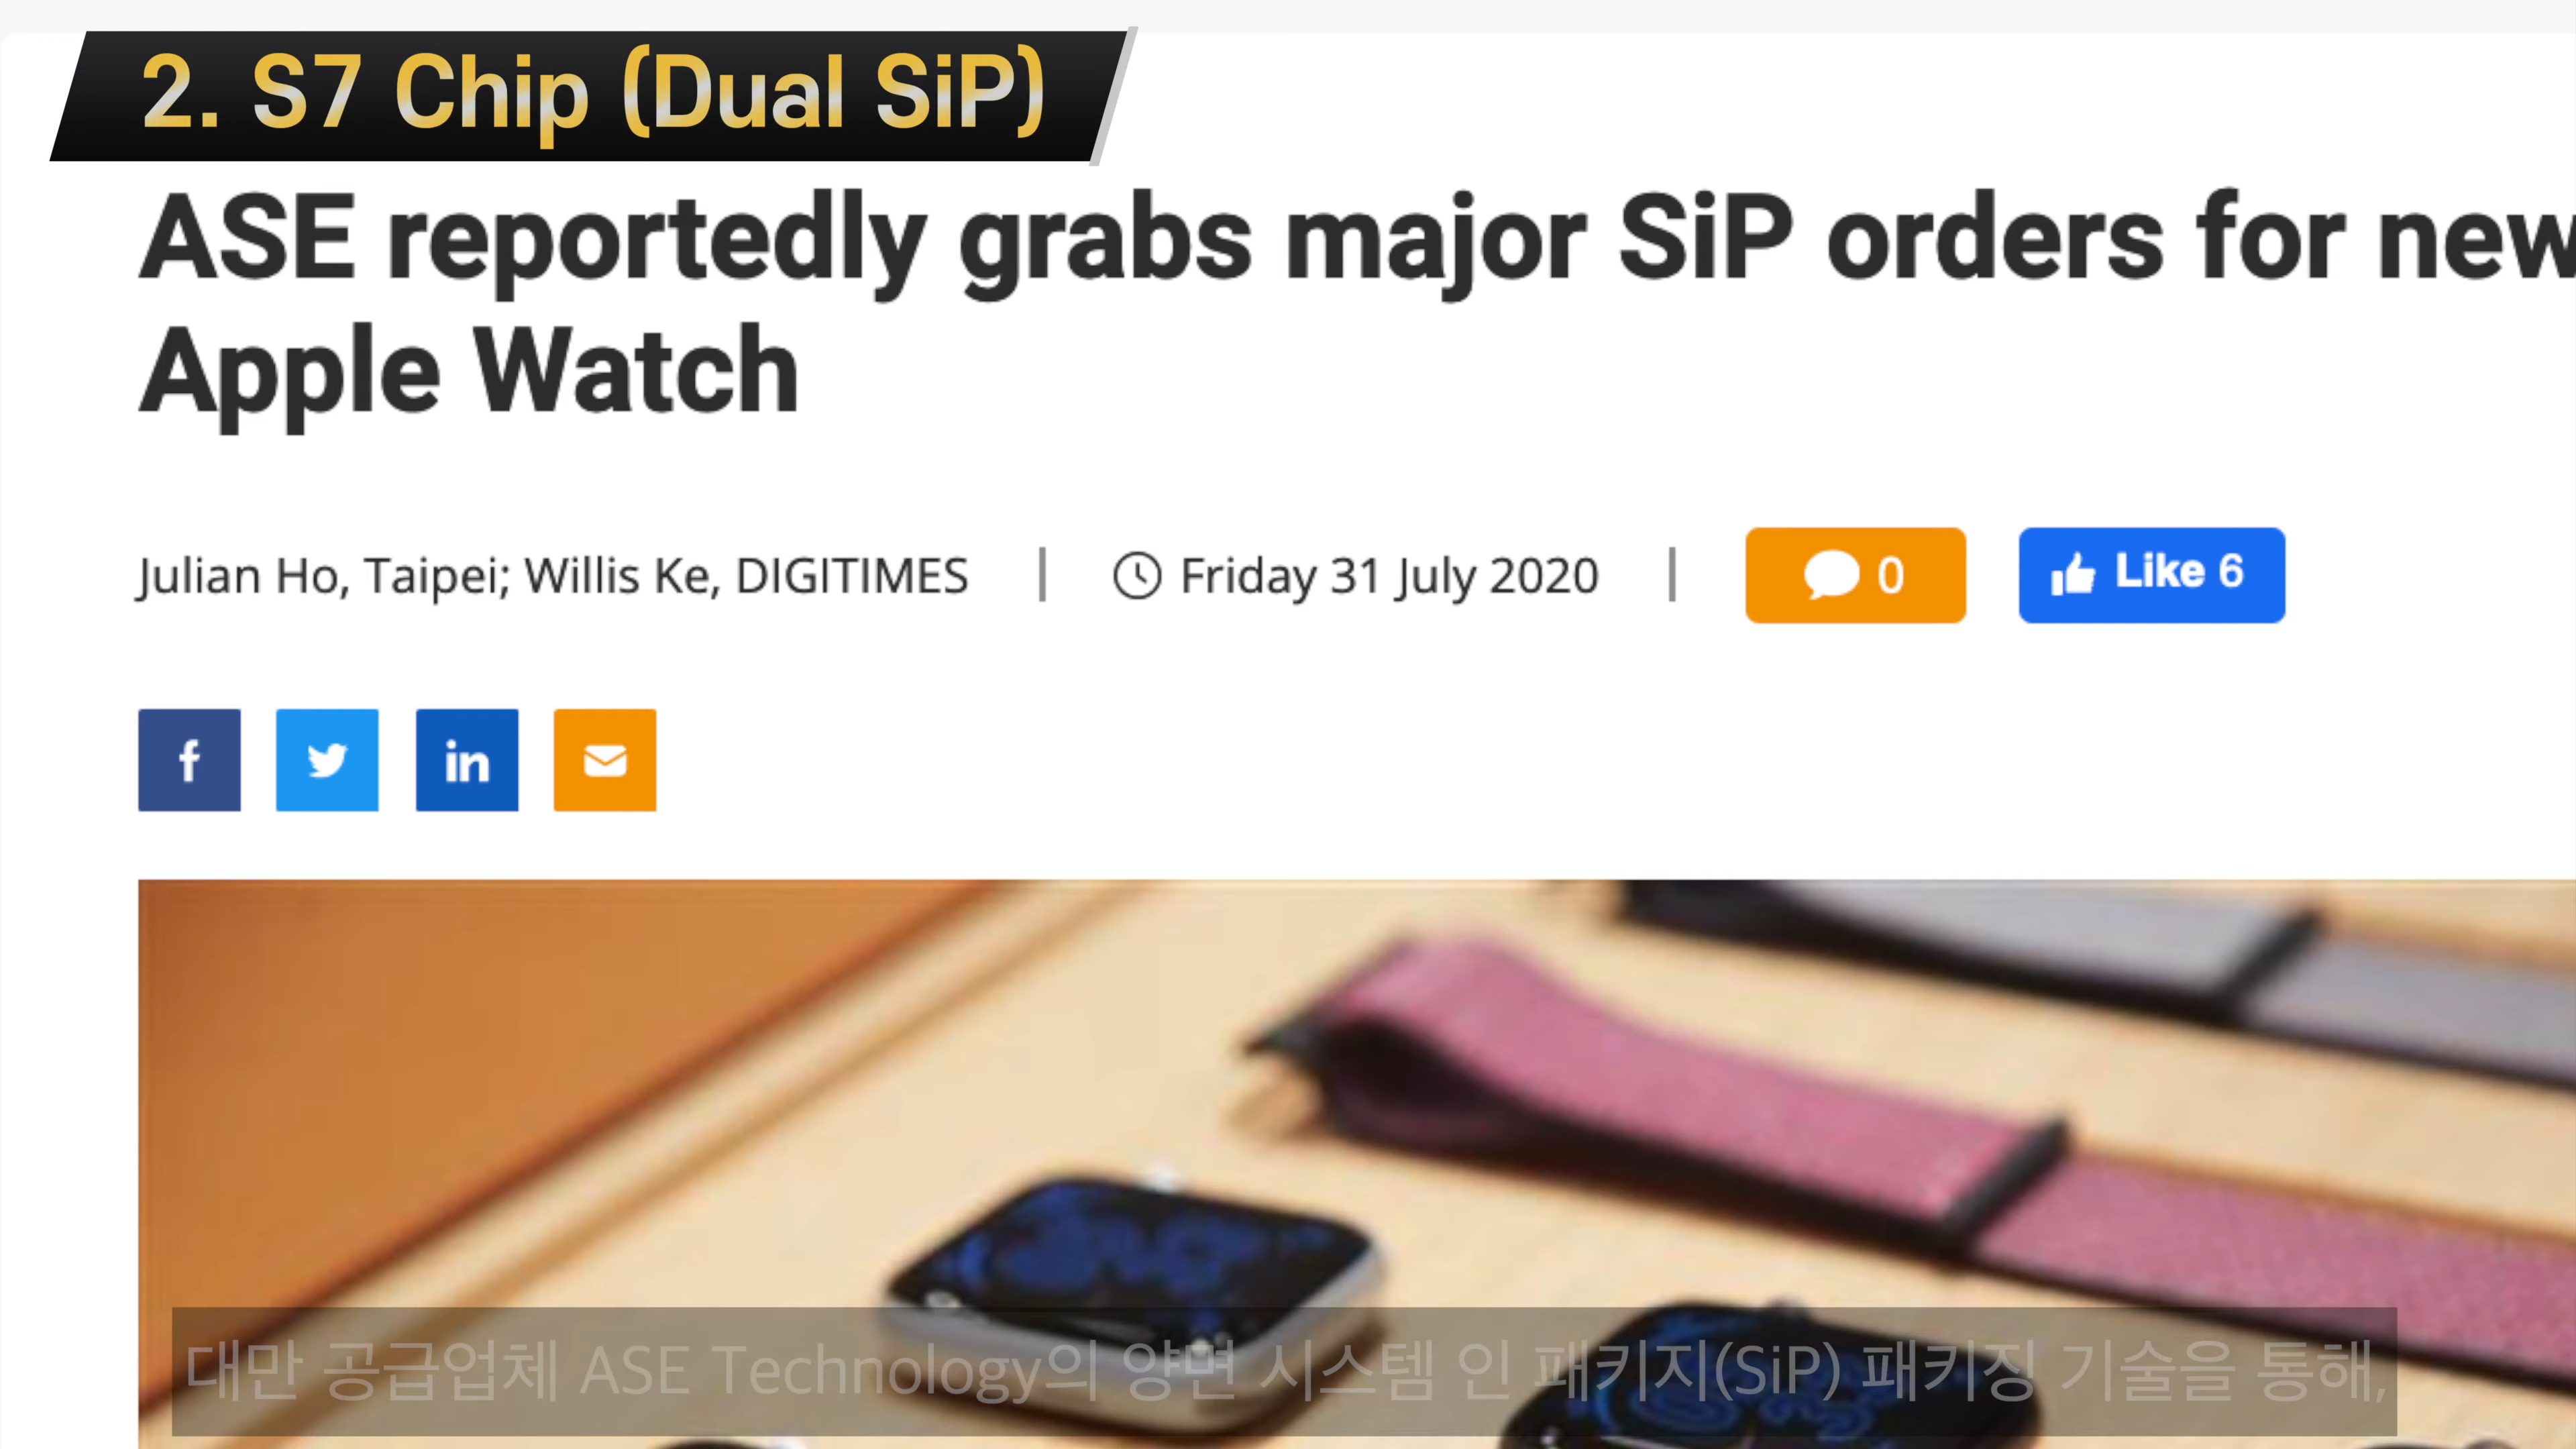 2. S7 Chip (Dual SiP)
ASE reportedly grabs major SiP orders for new
Apple Watch
Julian Ho, Taipei; Willis Ke, DIGITIMES | Friday 31 July 2020 | 0 Like 6
f in
대만 공급업체 ASE Technology의 양면 시스템 인 패키지(SiP) 패키징 기술을 통해,